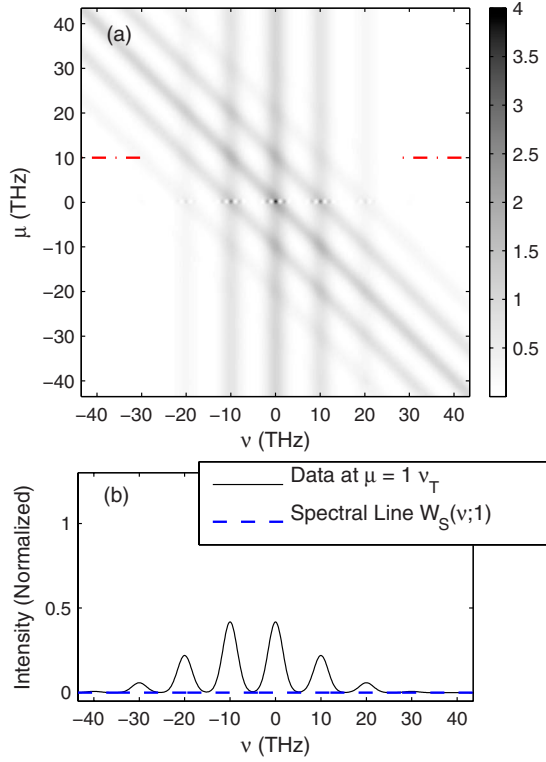 (a)
40
30
20
10
0
−10
−20
−30
−40
μ (THz)
−40 −30 −20 −10 0 10 20 30 40
ν (THz)
4
3.5
3
2.5
2
1.5
1
0.5
(b)
Data at μ = 1 ν_T
Spectral Line W_S(ν;1)
1
0.5
0
Intensity (Normalized)
−40 −30 −20 −10 0 10 20 30 40
ν (THz)